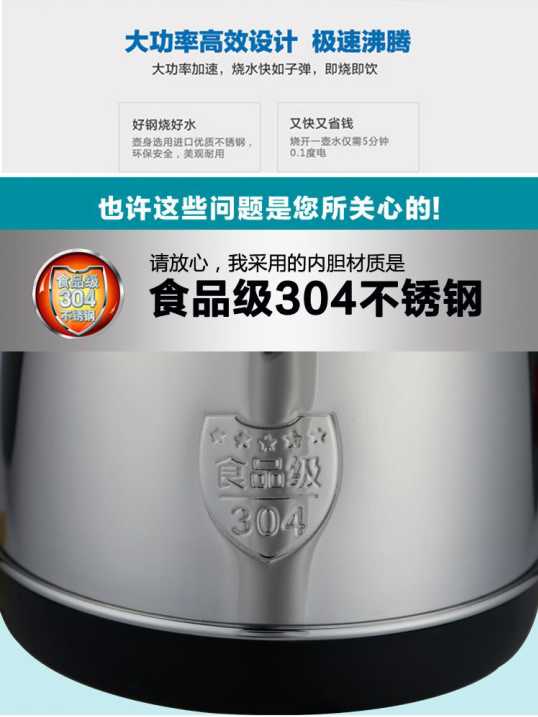 大功率高效设计 极速沸腾
大功率加速，烧水快如子弹，即烧即饮
好钢烧好水
壶身选用进口优质不锈钢，
环保安全，美观耐用
又快又省钱
烧开一壶水仅需5分钟
0.1度电
也许这些问题是您所关心的!
请放心，我采用的内胆材质是
食品级304不锈钢
食品级
304
不锈钢
食品级
304